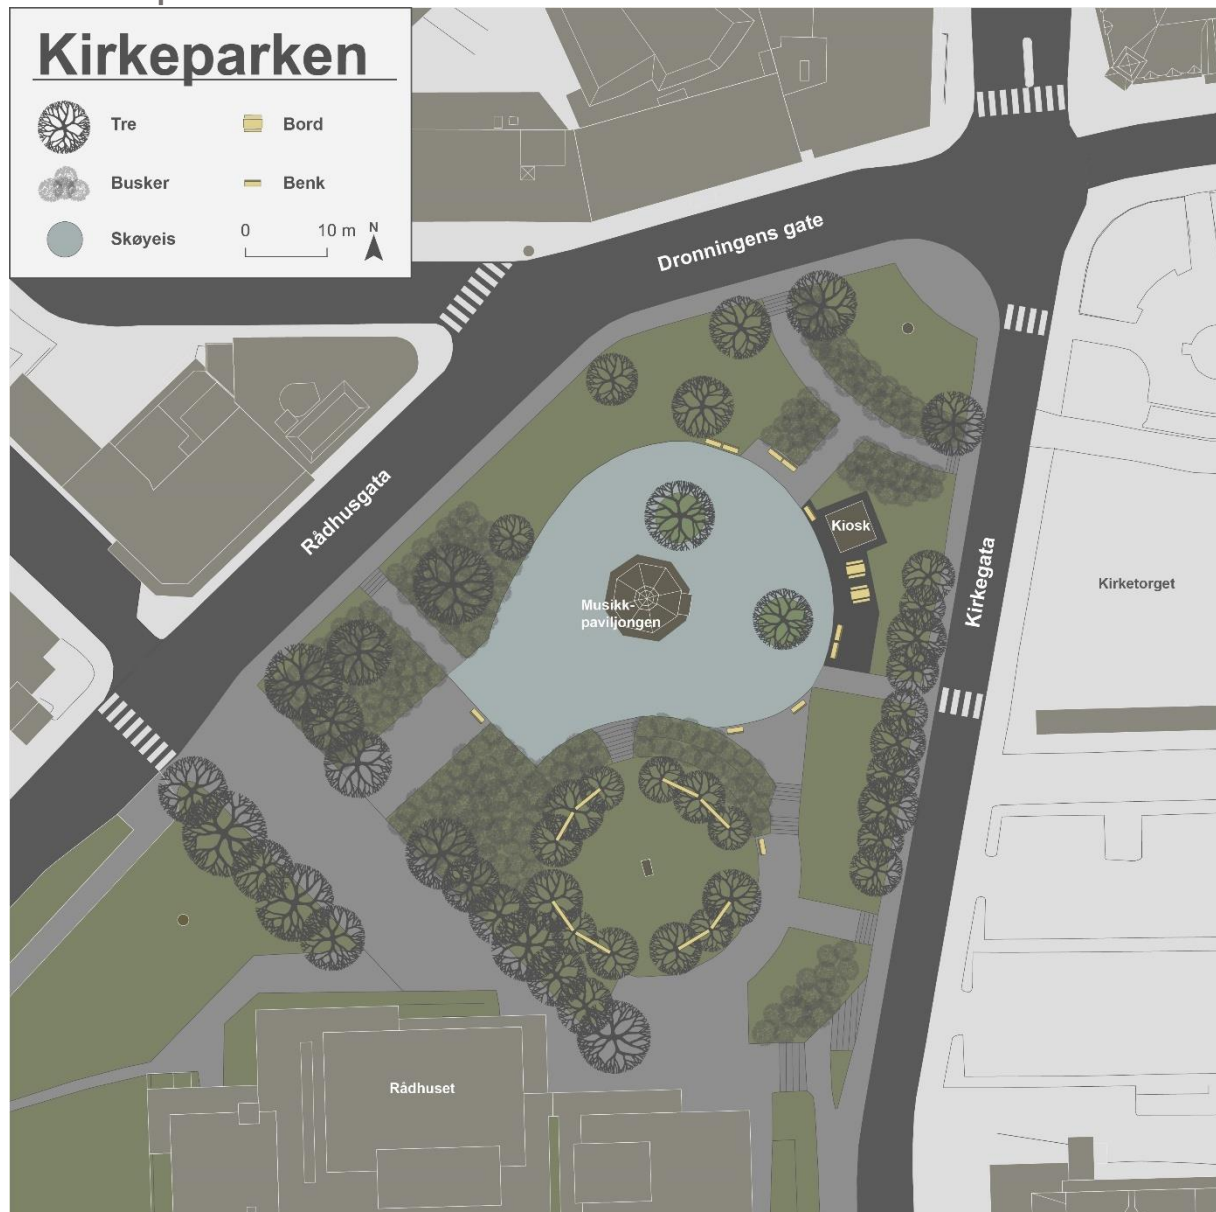 Kirkeparken
Tre
Bord
Busker
Benk
Skøyeis
0 10 m N
Dronningens gate
Rådhusgata
Kiosk
Kirkegata
Kirketorget
Musikk-
paviljongen
Rådhuset